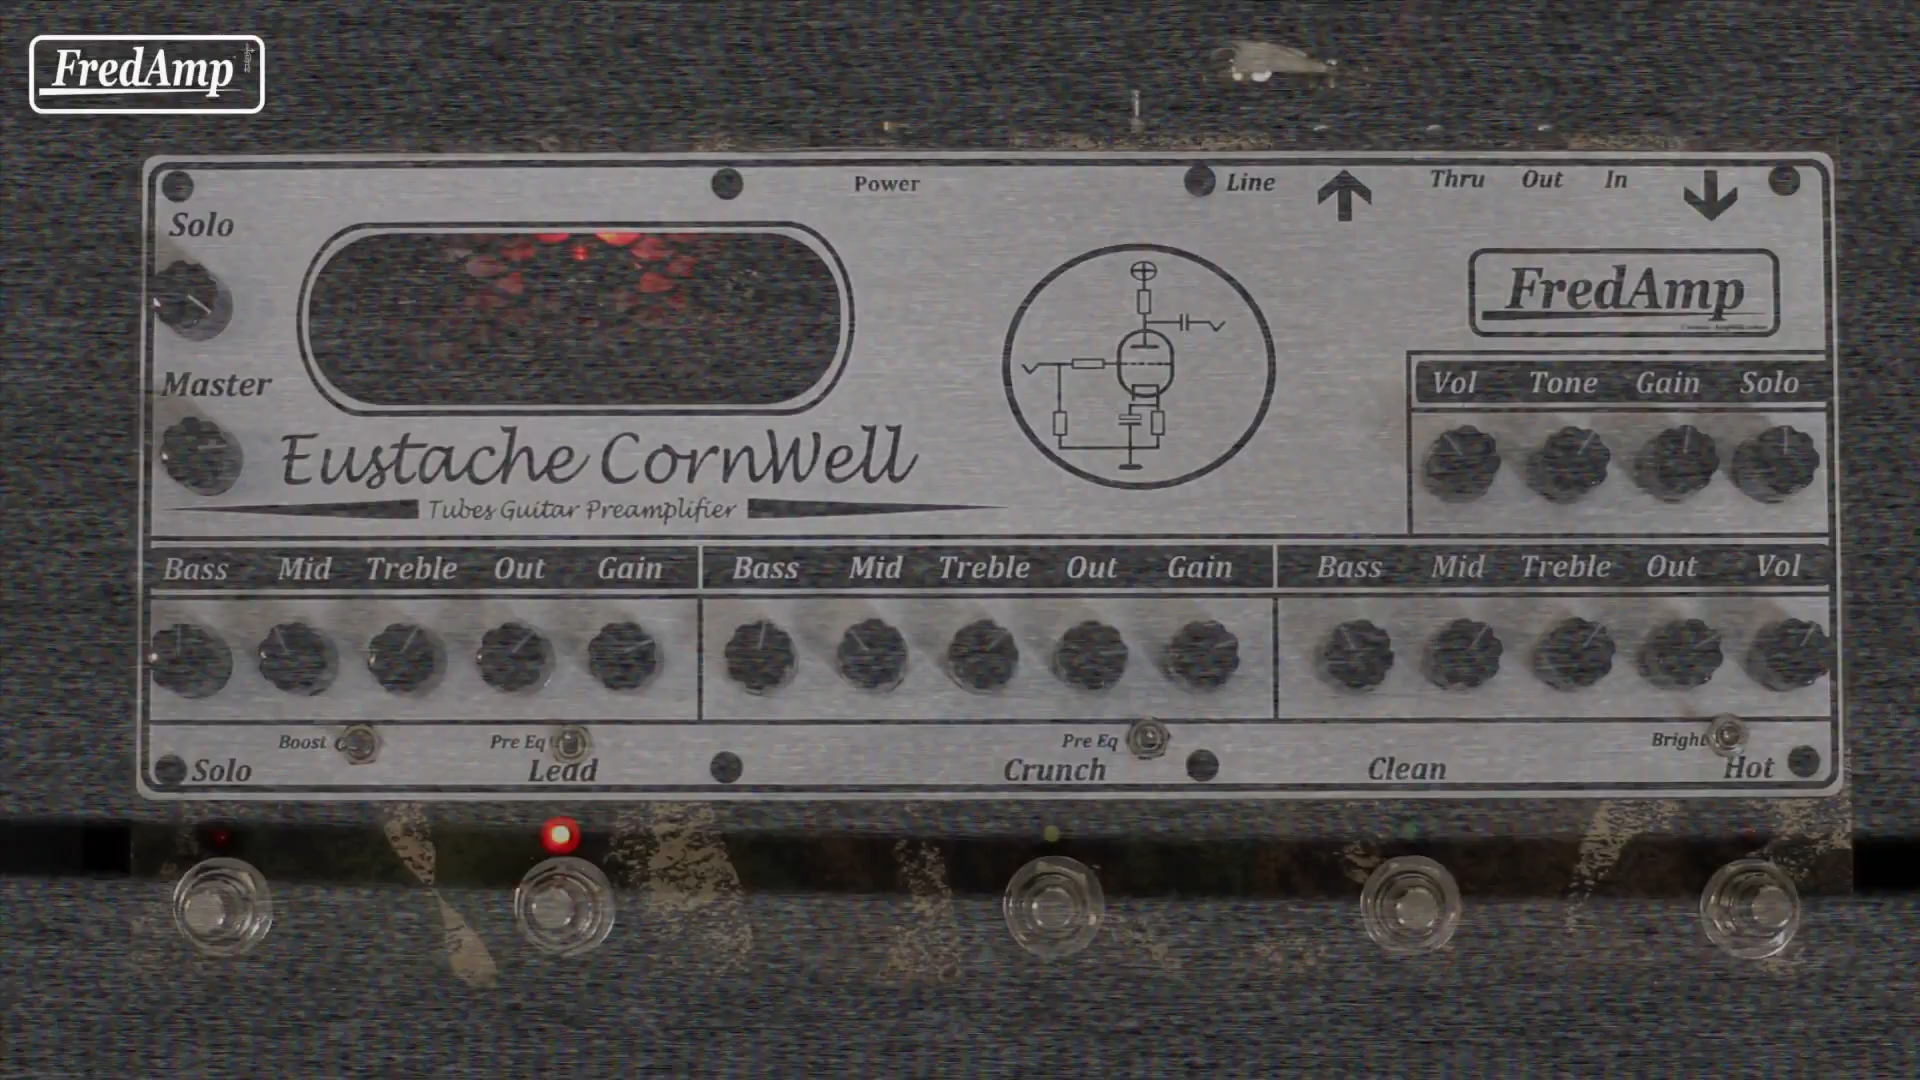 FredAmp
Power
Line
Thru Out In
Solo
FredAmp
Master
Vol Tone Gain Solo
Eustache CornWell
Tubes Guitar Preamplifier
Bass Mid Treble Out Gain
Bass Mid Treble Out Gain
Bass Mid Treble Out Vol
Boost
Pre Eq
Pre Eq
Bright
Solo
Lead
Crunch
Clean
Hot